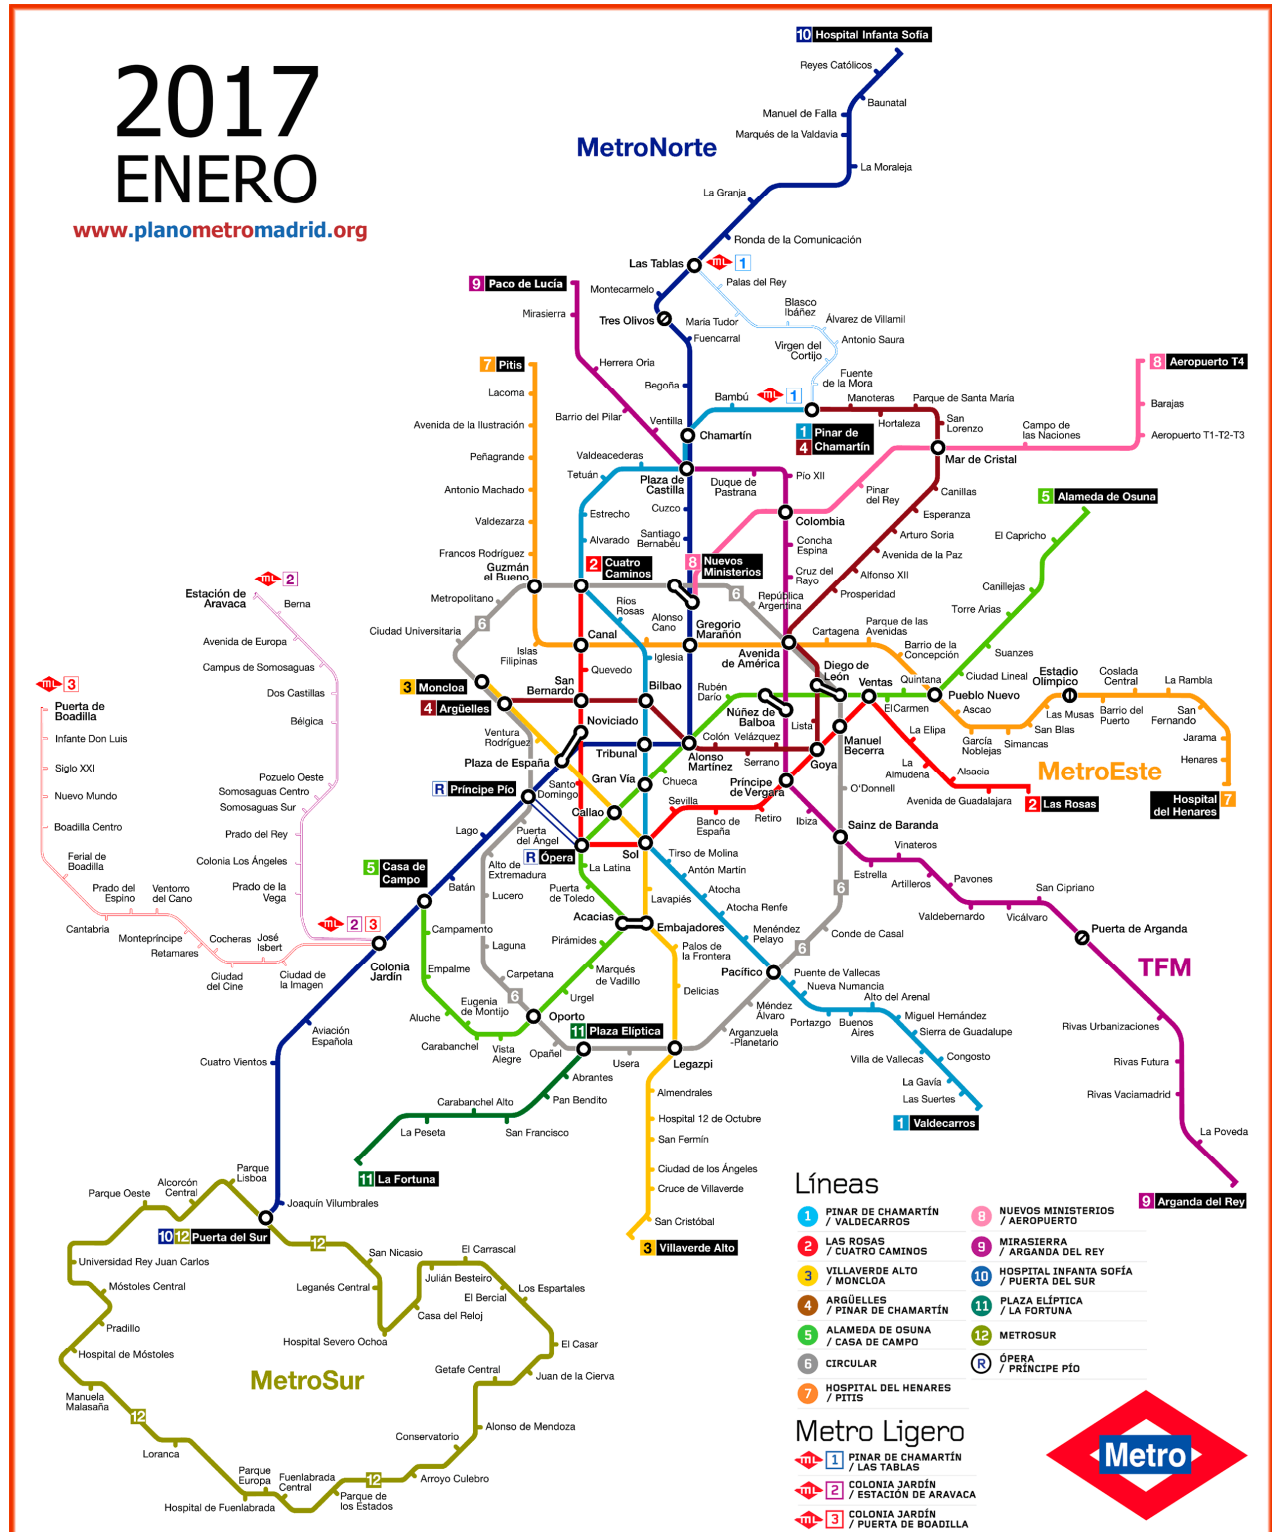 10 Hospital Infanta Sofía
Reyes Católicos
Baunatal
Manuel de Falla
Marqués de la Valdavia
La Moraleja
2017
ENERO
www.planometromadrid.org
MetroNorte
La Granja
Ronda de la Comunicación
Las Tablas
mL 1
Palas del Rey
9 Paco de Lucía
Montecarmelo
Blasco
Ibáñez
Mirasierra
Tres Olivos
María Tudor
Álvarez de Villamil
Fuencarral
Antonio Saura
Virgen del
Cortijo
7 Pitis
Herrera Oria
8 Aeropuerto T4
Fuente
de la Mora
Begoña
Lacoma
mL 1
Bambú
Manoteras
Parque de Santa María
Barajas
Barrio del Pilar
Ventilla
Hortaleza
San
Lorenzo
Avenida de la Ilustración
Chamartín
1 Pinar de
4 Chamartín
Campo de
las Naciones
Aeropuerto T1-T2-T3
Peñagrande
Valdeacederas
Mar de Cristal
Tetuán
Plaza de
Castilla
Duque de
Pastrana
Pío XII
Antonio Machado
Pinar
del Rey
Canillas
5 Alameda de Osuna
Estrecho
Cuzco
Colombia
Esperanza
Valdezarza
Alvarado
Santiago
Bernabéu
Concha
Espina
Arturo Soria
El Capricho
Francos Rodríguez
Avenida de la Paz
Guzmán
el Bueno
2 Cuatro
Caminos
8 Nuevos
Ministerios
Cruz del
Rayo
Alfonso XII
mL 2
Estación de
Aravaca
Berna
Metropolitano
6
Ríos
Rosas
Alonso
Cano
6
República
Argentina
Prosperidad
Canillejas
Torre Arias
Ciudad Universitaria
Canal
Gregorio
Marañón
Cartagena
Parque de las
Avenidas
Avenida de Europa
Islas
Filipinas
Iglesia
Avenida
de América
Barrio de la
Concepción
Suanzes
Campus de Somosaguas
Quevedo
Diego de
León
Ciudad Lineal
Estadio
Olímpico
Coslada
Central
La Rambla
mL 3
3 Moncloa
San
Bernardo
Bilbao
Rubén
Darío
Ventas
Quintana
Pueblo Nuevo
Dos Castillas
4 Argüelles
Núñez de
Balboa
El Carmen
Ascao
Las Musas
Barrio del
Puerto
San
Fernando
Puerta de
Boadilla
Bélgica
Noviciado
Lista
Manuel
Becerra
La Elipa
San Blas
Infante Don Luis
Ventura
Rodríguez
Tribunal
Colón
Velázquez
García
Noblejas
Simancas
Jarama
Siglo XXI
Plaza de España
Alonso
Martínez
Serrano
Goya
La
Almudena
Henares
Pozuelo Oeste
Gran Vía
Chueca
Príncipe
de Vergara
Alsacia
MetroEste
Somosaguas Centro
R Príncipe Pío
Santo
Domingo
O'Donnell
Nuevo Mundo
Somosaguas Sur
Callao
Sevilla
Avenida de Guadalajara
2 Las Rosas
Hospital
del Henares 7
Boadilla Centro
Prado del Rey
Lago
Puerta
del Ángel
Banco de
España
Retiro
Ibiza
Sainz de Baranda
Ferial de
Boadilla
Colonia Los Ángeles
5 Casa de
Campo
R Ópera
Sol
Tirso de Molina
Vinateros
Alto de
Extremadura
La Latina
Antón Martín
Estrella
Prado del
Espino
Ventorro
del Cano
Prado de la
Vega
Batán
Lucero
Puerta
de Toledo
Atocha
6
Artilleros
Pavones
San Cipriano
Cantabria
Lavapiés
Atocha Renfe
Valdebernardo
Vicálvaro
Montepríncipe
Cocheras
José
Isbert
mL 2 3
Campamento
Acacias
Embajadores
Menéndez
Pelayo
Conde de Casal
Puerta de Arganda
Retamares
Laguna
Pirámides
Palos de
la Frontera
6
TFM
Ciudad
del Cine
Ciudad de
la Imagen
Colonia
Jardín
Empalme
Carpetana
Marqués
de Vadillo
Pacífico
Puente de Vallecas
6
Urgel
Delicias
Nueva Numancia
Alto del Arenal
Eugenia
de Montijo
Oporto
Méndez
Álvaro
Miguel Hernández
Aviación
Española
Aluche
11 Plaza Elíptica
Arganzuela
-Planetario
Portazgo
Buenos
Aires
Sierra de Guadalupe
Rivas Urbanizaciones
Carabanchel
Vista
Alegre
Opañel
Usera
Legazpi
Villa de Vallecas
Congosto
Cuatro Vientos
Rivas Futura
Abrantes
La Gavía
Almendrales
Las Suertes
Rivas Vaciamadrid
Carabanchel Alto
Pan Bendito
1 Valdecarros
La Peseta
San Francisco
Hospital 12 de Octubre
San Fermín
La Poveda
Ciudad de los Ángeles
11 La Fortuna
Parque
Lisboa
Cruce de Villaverde
9 Arganda del Rey
Alcorcón
Central
Parque Oeste
Joaquín Vilumbrales
San Cristóbal
10 12 Puerta del Sur
3 Villaverde Alto
12
San Nicasio
El Carrascal
Universidad Rey Juan Carlos
Julián Besteiro
Móstoles Central
Leganés Central
El Bercial
Los Espartales
Casa del Reloj
Pradillo
Hospital Severo Ochoa
El Casar
Hospital de Móstoles
MetroSur
Getafe Central
Juan de la Cierva
Manuela
Malasaña
12
Alonso de Mendoza
Conservatorio
Loranca
Parque
Europa
Fuenlabrada
Central
12
Arroyo Culebro
Hospital de Fuenlabrada
Parque de
los Estados
Líneas
1 PINAR DE CHAMARTÍN
/ VALDECARROS
2 LAS ROSAS
/ CUATRO CAMINOS
3 VILLAVERDE ALTO
/ MONCLOA
4 ARGÜELLES
/ PINAR DE CHAMARTÍN
5 ALAMEDA DE OSUNA
/ CASA DE CAMPO
6 CIRCULAR
7 HOSPITAL DEL HENARES
/ PITIS
8 NUEVOS MINISTERIOS
/ AEROPUERTO
9 MIRASIERRA
/ ARGANDA DEL REY
10 HOSPITAL INFANTA SOFÍA
/ PUERTA DEL SUR
11 PLAZA ELÍPTICA
/ LA FORTUNA
12 METROSUR
R ÓPERA
/ PRÍNCIPE PÍO
Metro Ligero
mL 1 PINAR DE CHAMARTÍN
/ LAS TABLAS
mL 2 COLONIA JARDÍN
/ ESTACIÓN DE ARAVACA
mL 3 COLONIA JARDÍN
/ PUERTA DE BOADILLA
Metro